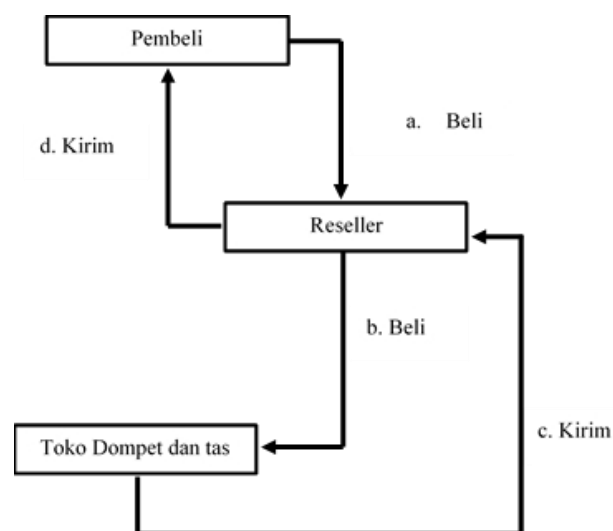 Pembeli
a. Beli
d. Kirim
Reseller
b. Beli
Toko Dompet dan tas
c. Kirim